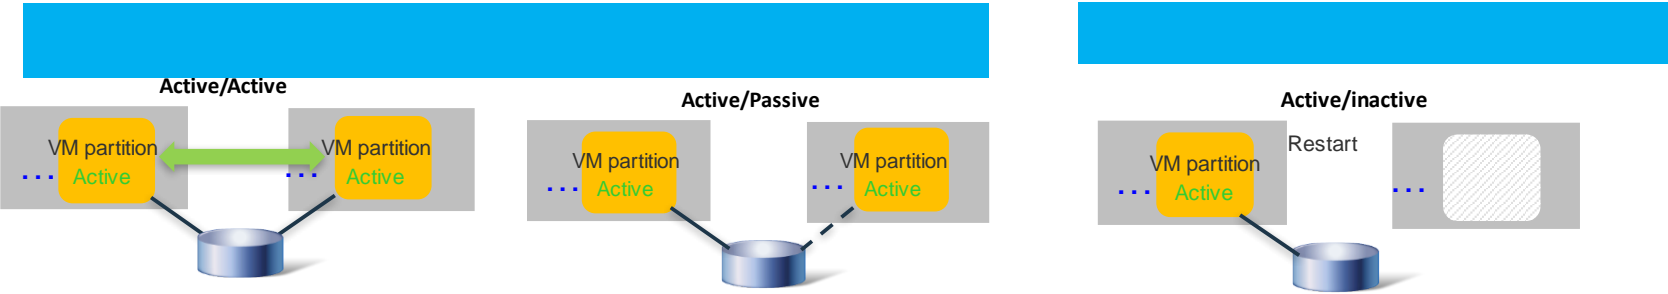 Active/Active
VM partition
Active
VM partition
Active
Active/Passive
VM partition
Active
VM partition
Active
Active/inactive
VM partition
Active
Restart